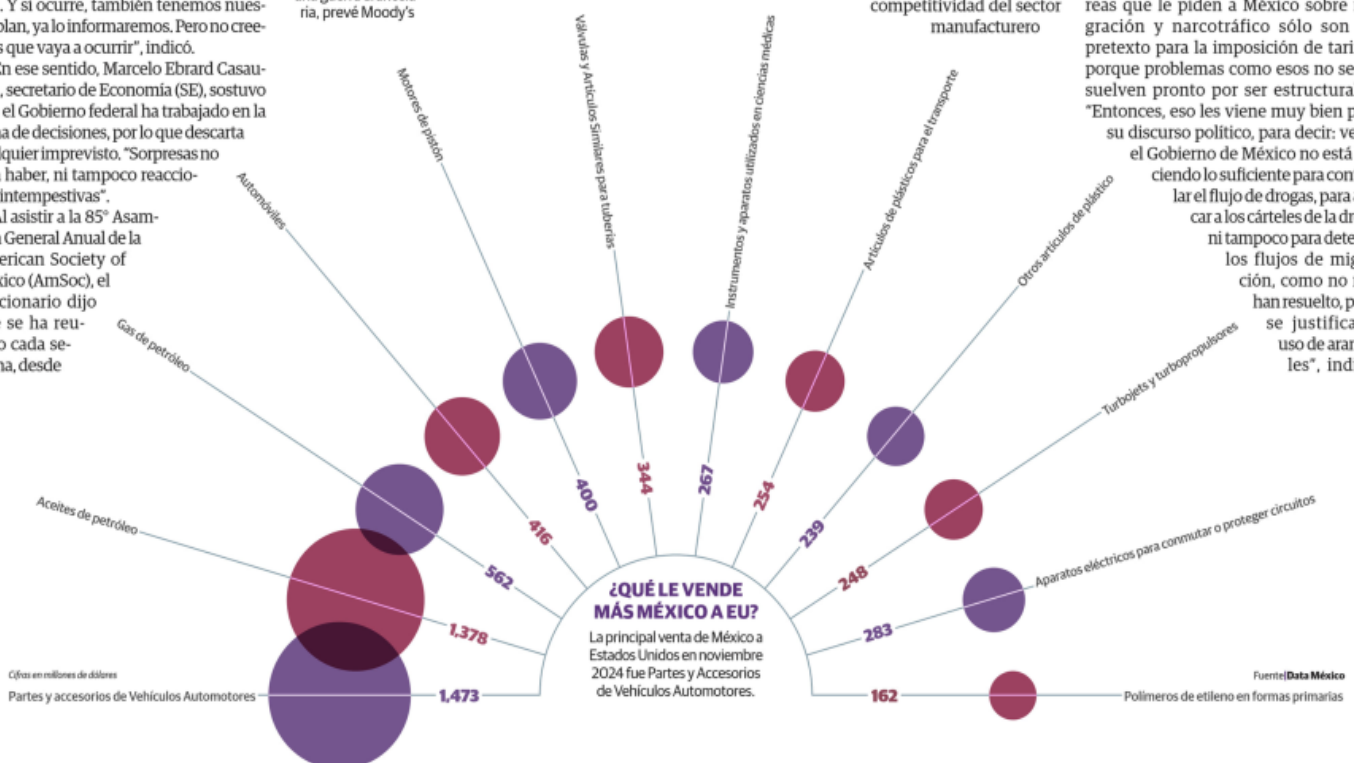 . Y si ocurre, también tenemos nues-
plan, ya lo informaremos. Pero no cree-
s que vaya a ocurrir", indicó.
En ese sentido, Marcelo Ebrard Casau-
, secretario de Economía (SE), sostuvo
el Gobierno federal ha trabajado en la
a de decisiones, por lo que descarta
lquier imprevisto. "Sorpresas no
haber, ni tampoco reaccio-
intempestivas".
Al asistir a la 85° Asam-
General Anual de la
erican Society of
xico (AmSoc), el
cionario dijo
se ha reu-
o cada se-
na, desde
ria, prevé Moody's
competitividad del sector
manufacturero
reas que le piden a México sobre
gración y narcotráfico sólo son
pretexto para la imposición de tari
porque problemas como esos no se
suelven pronto por ser estructura
"Entonces, eso les viene muy bien p
su discurso político, para decir: ve
el Gobierno de México no está
ciendo lo suficiente para con
lar el flujo de drogas, para
car a los cárteles de la dr
ni tampoco para dete
los flujos de mig
ción, como no
han resuelto, p
se justifica
uso de aran
les", indi
Partes y accesorios de Vehículos Automotores 1,473
Aceites de petróleo 1,378
Gas de petróleo 562
Automóviles 416
Motores de pistón 400
Válvulas y Artículos Similares para tuberías 344
Instrumentos y aparatos utilizados en ciencias médicas 267
Artículos de plásticos para el transporte 254
Otros artículos de plástico 239
Turbojets y turbopropulsores 248
Aparatos eléctricos para conmutar o proteger circuitos 283
Polímeros de etileno en formas primarias 162
¿QUÉ LE VENDE
MÁS MÉXICO A EU?
La principal venta de México a
Estados Unidos en noviembre
2024 fue Partes y Accesorios
de Vehículos Automotores.
Cifras en millones de dólares
Fuente|Data México